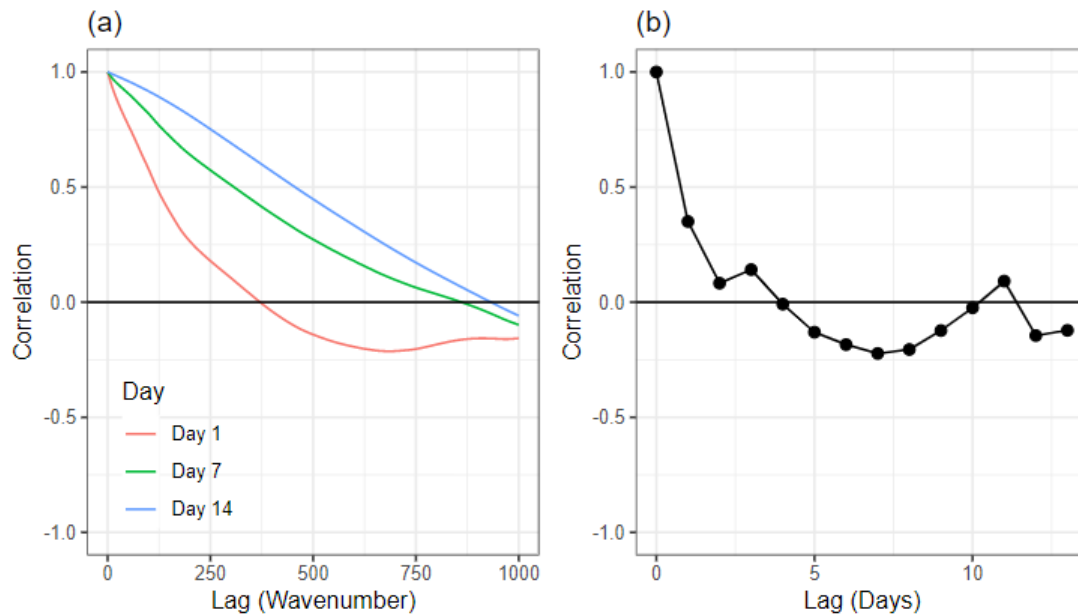 (a)
1.0
0.5
0.0
-0.5
-1.0
Correlation
Day
Day 1
Day 7
Day 14
0 250 500 750 1000
Lag (Wavenumber)
(b)
1.0
0.5
0.0
-0.5
-1.0
Correlation
0 5 10
Lag (Days)